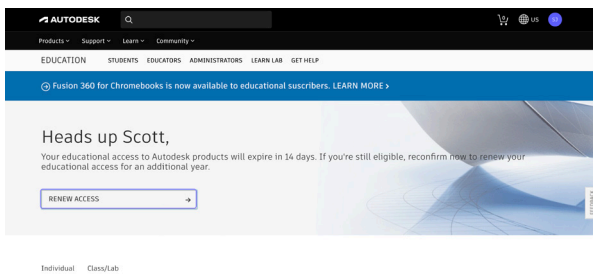 AUTODESK
0
US
SD
Products Support Learn Community
EDUCATION STUDENTS EDUCATORS ADMINISTRATORS LEARN LAB GET HELP
Fusion 360 for Chromebooks is now available to educational suscribers. LEARN MORE >
Heads up Scott,
Your educational access to Autodesk products will expire in 14 days. If you're still eligible, reconfirm now to renew your
educational access for an additional year.
RENEW ACCESS
FEEDBACK
Individual Class/Lab